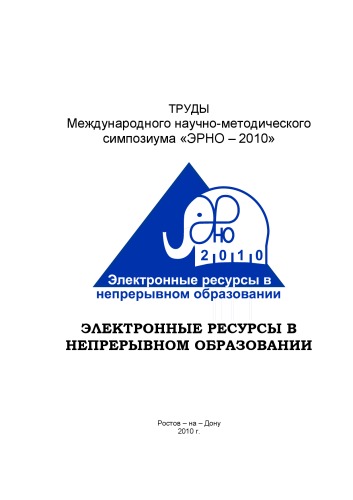 ТРУДЫ
Международного научно-методического
симпозиума «ЭРНО – 2010»
ЭРНО
2010
Электронные ресурсы в
непрерывном образовании
ЭЛЕКТРОННЫЕ РЕСУРСЫ В
НЕПРЕРЫВНОМ ОБРАЗОВАНИИ
Ростов – на – Дону
2010 г.